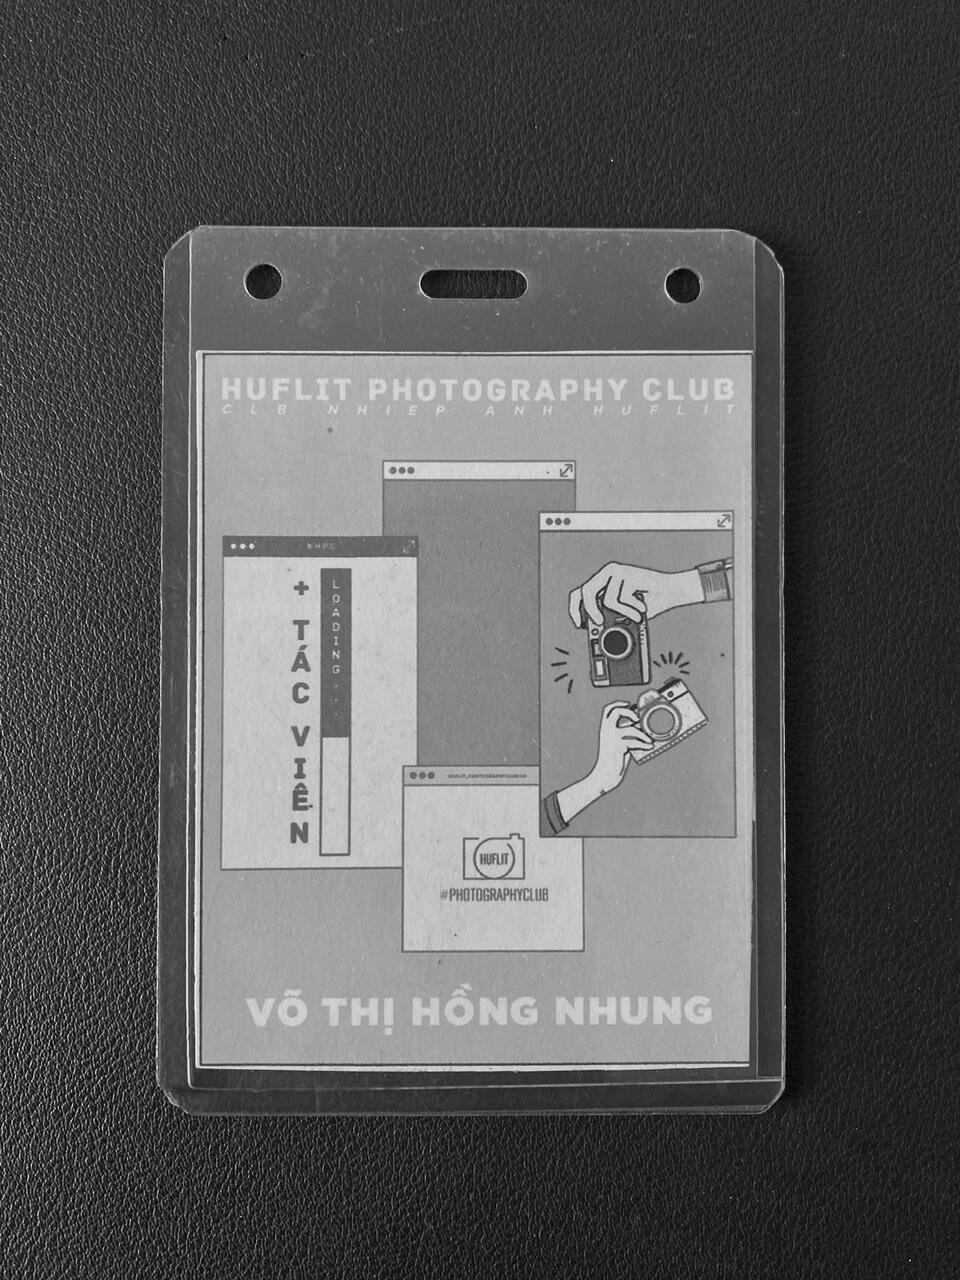 HUFLIT PHOTOGRAPHY CLUB
CLB NHIEP ANH HUFLIT
+ TÁC VIÊN
LOADING...
HUFLIT
#PHOTOGRAPHYCLUB
VÕ THỊ HỒNG NHUNG